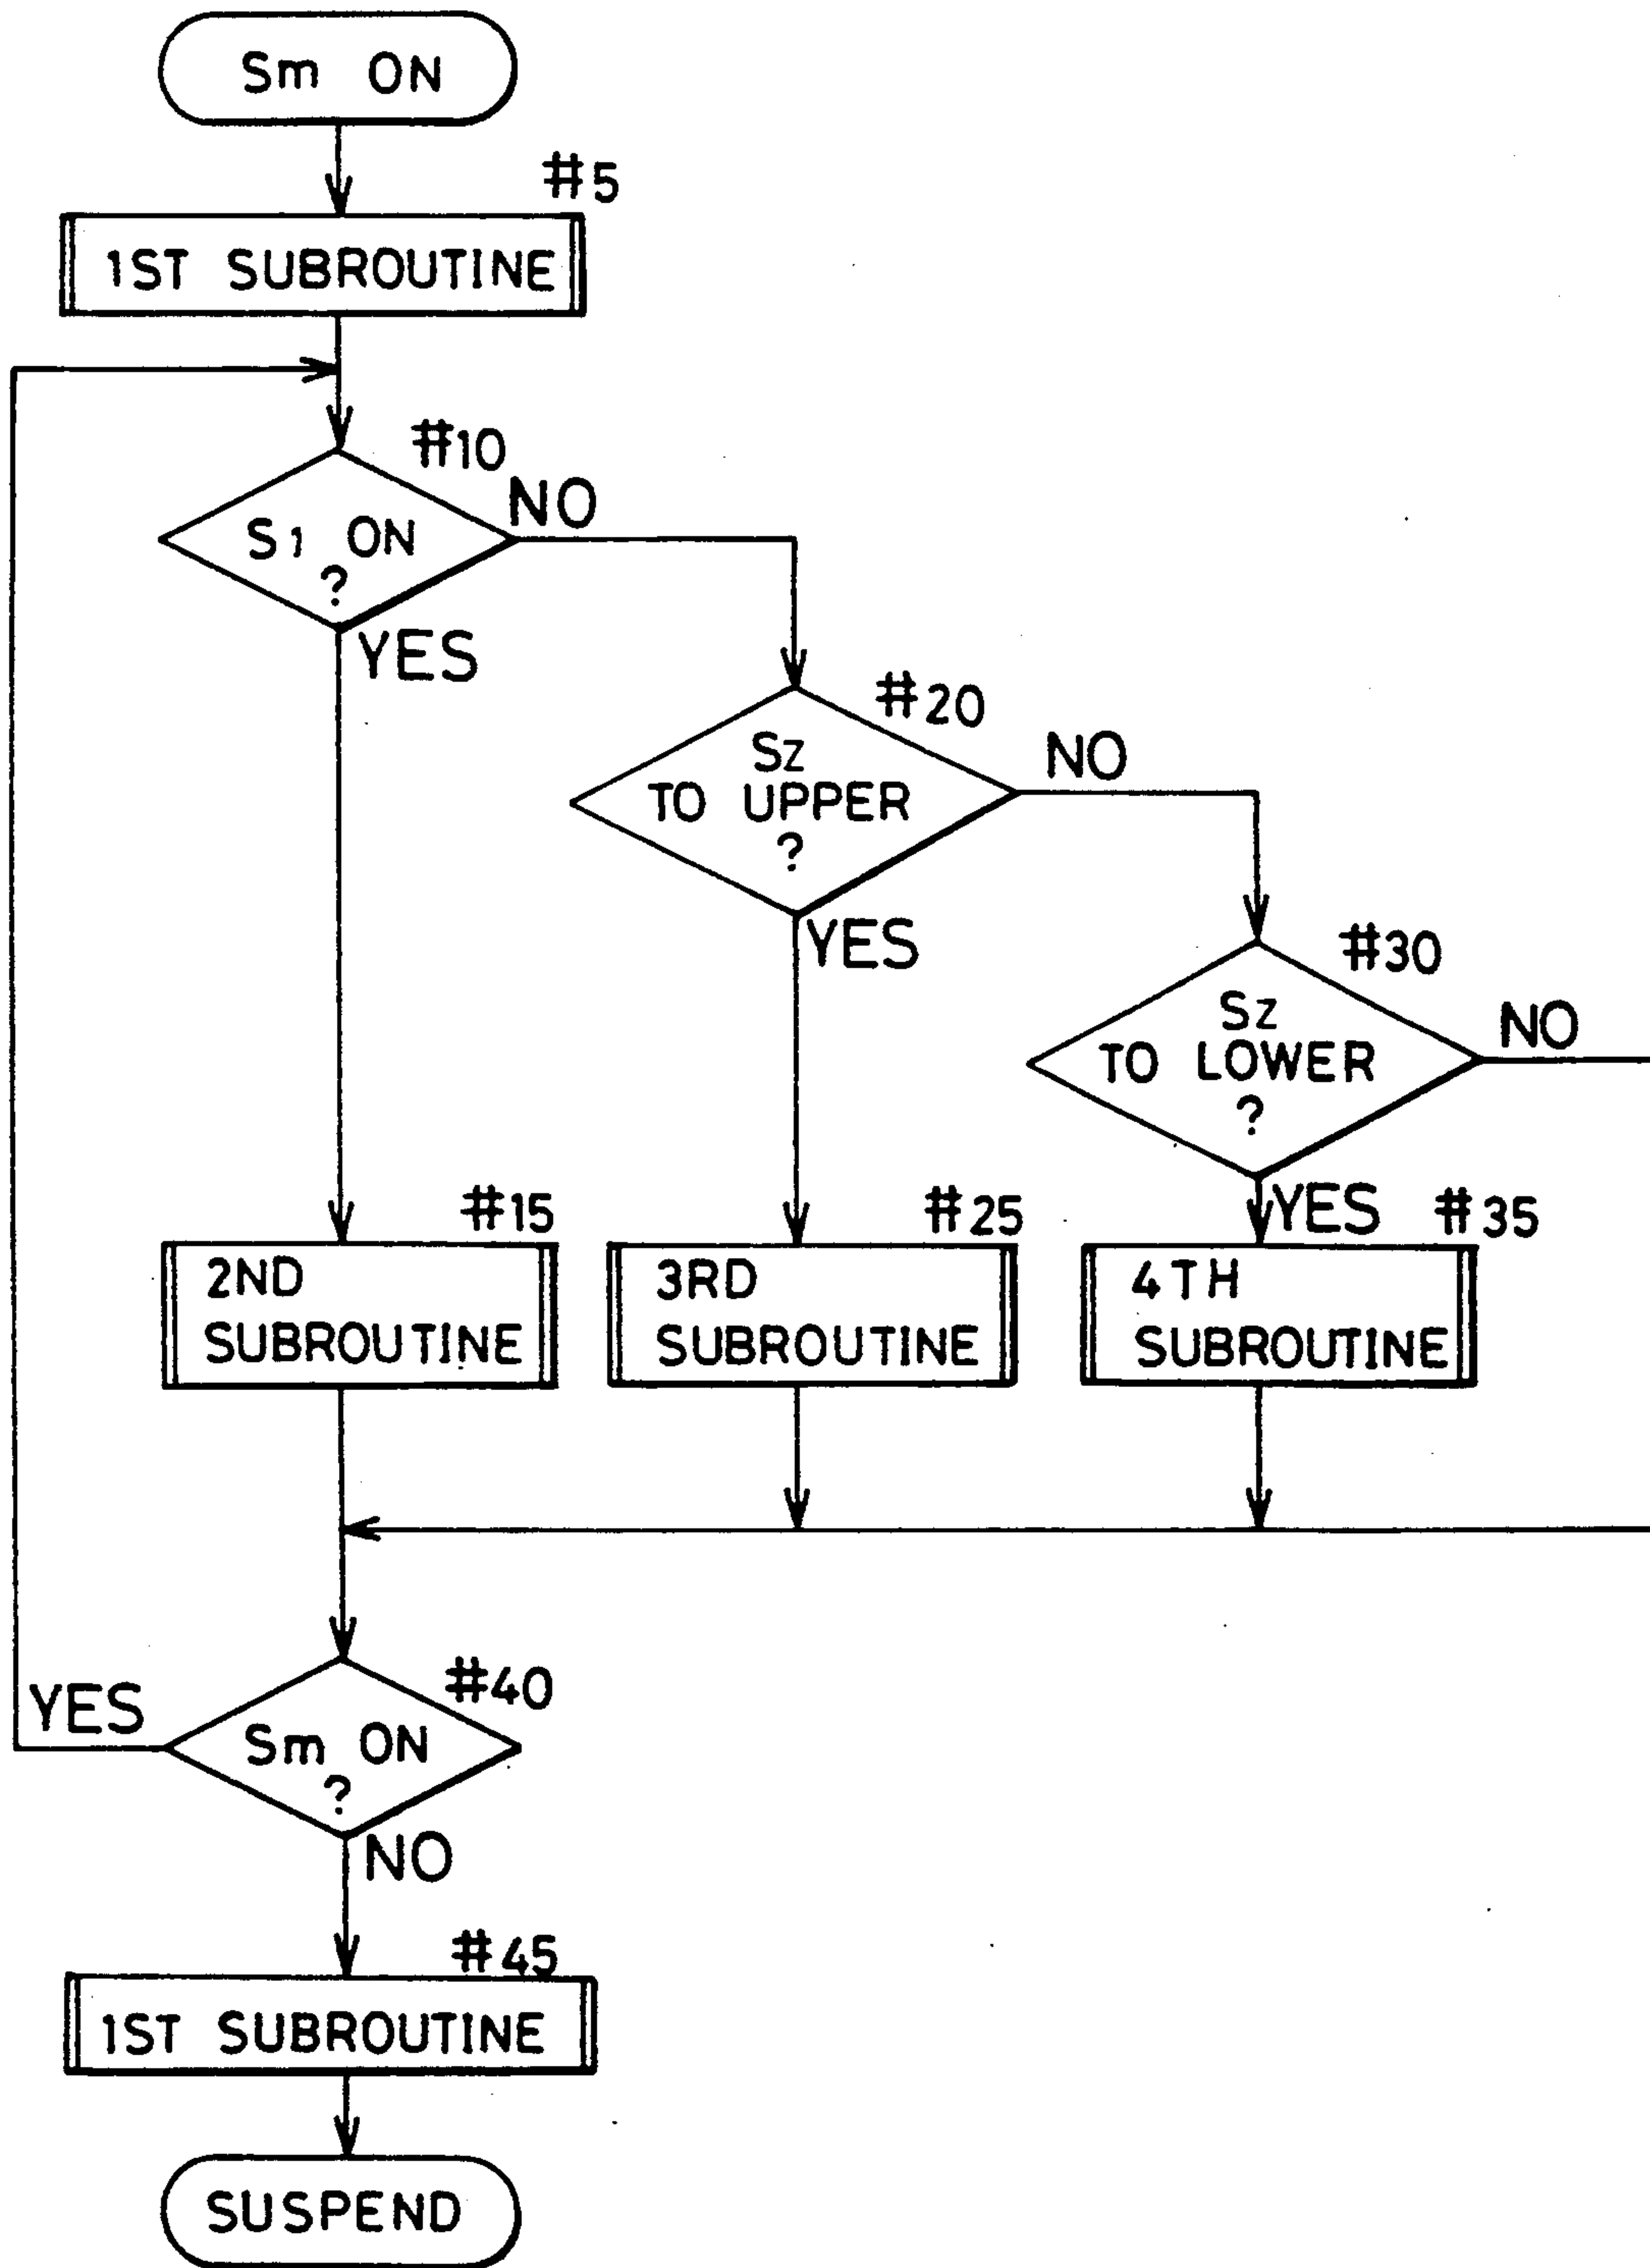 Sm ON
#5
1ST SUBROUTINE
#10
S1 ON
?
NO
YES
#20
Sz
TO UPPER
?
NO
YES
#30
Sz
TO LOWER
?
NO
YES
#15
2ND
SUBROUTINE
#25
3RD
SUBROUTINE
#35
4TH
SUBROUTINE
#40
Sm ON
?
YES
NO
#45
1ST SUBROUTINE
SUSPEND